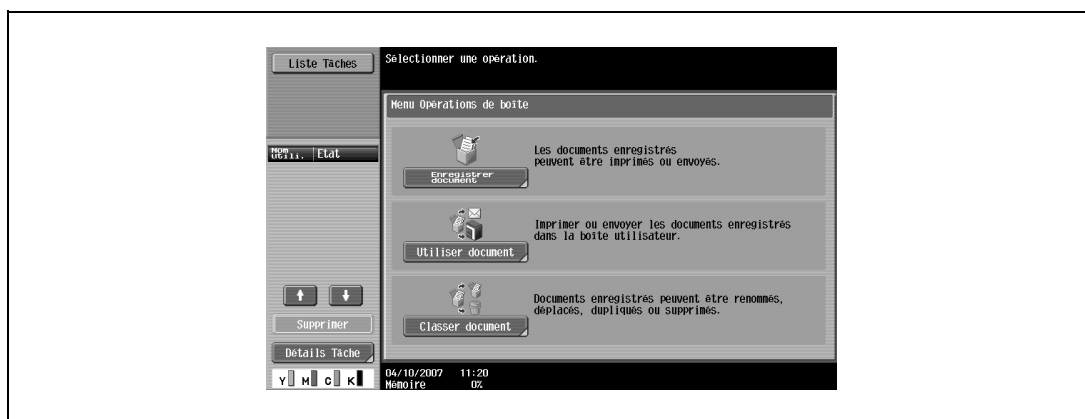 Liste Tâches
Sélectionner une opération.
Menu Opérations de boîte
Nom utili. Etat
Les documents enregistrés
peuvent être imprimés ou envoyés.
Enregistrer
document
Imprimer ou envoyer les documents enregistrés
dans la boîte utilisateur.
Utiliser document
Documents enregistrés peuvent être renommés,
déplacés, dupliqués ou supprimés.
Classer document
Supprimer
Détails Tâche
Y M C K
04/10/2007 11:20
Mémoire 0%